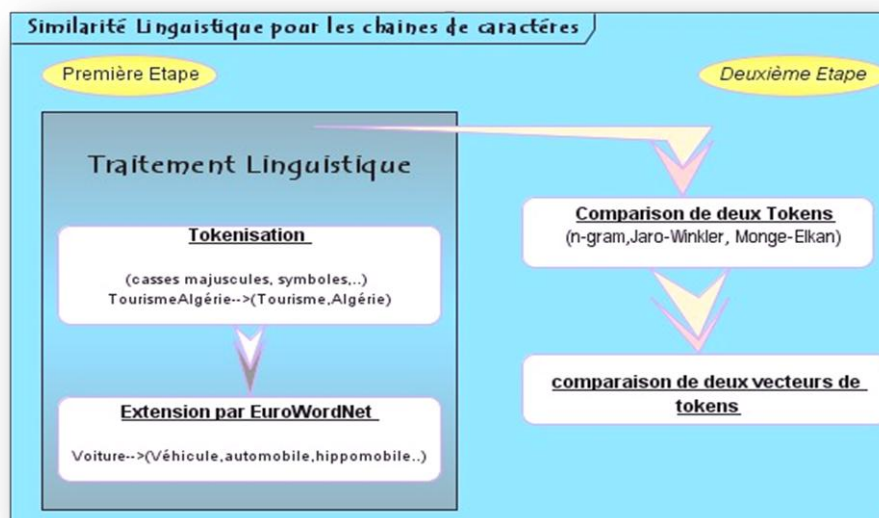 Similarité Linguistique pour les chaines de caractéres
Première Etape
Traitement Linguistique
Tokenisation
(casses majuscules, symboles,..)
TourismeAlgérie-->(Tourisme,Algérie)
Extension par EuroWordNet
Voiture-->(Véhicule,automobile,hippomobile..)
Deuxième Etape
Comparison de deux Tokens
(n-gram,Jaro-Winkler, Monge-Elkan)
comparaison de deux vecteurs de
tokens